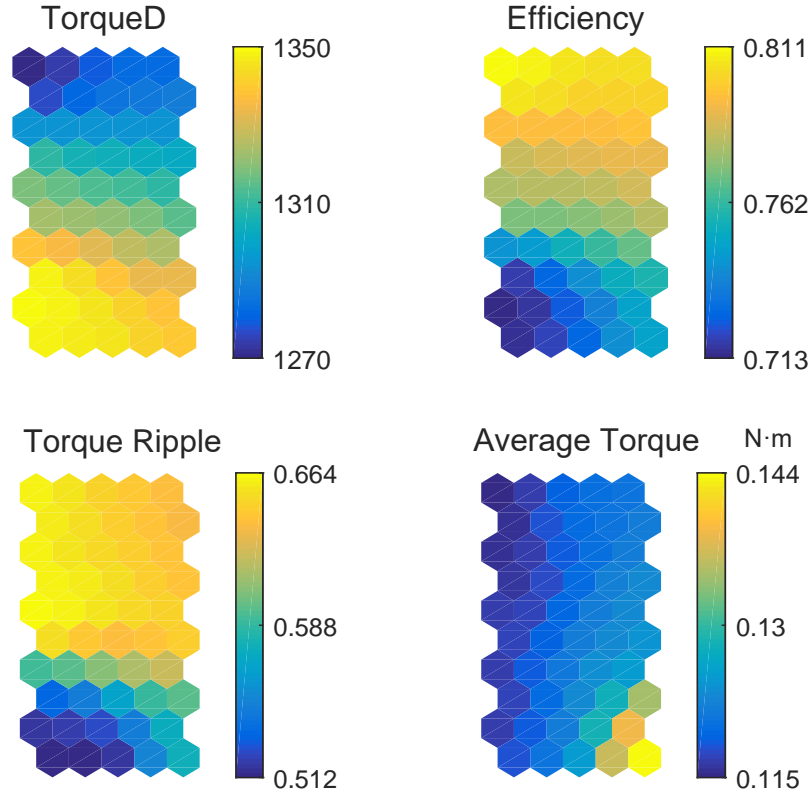 TorqueD
1350
1310
1270
Efficiency
0.811
0.762
0.713
Torque Ripple
0.664
0.588
0.512
Average Torque
N·m
0.144
0.13
0.115